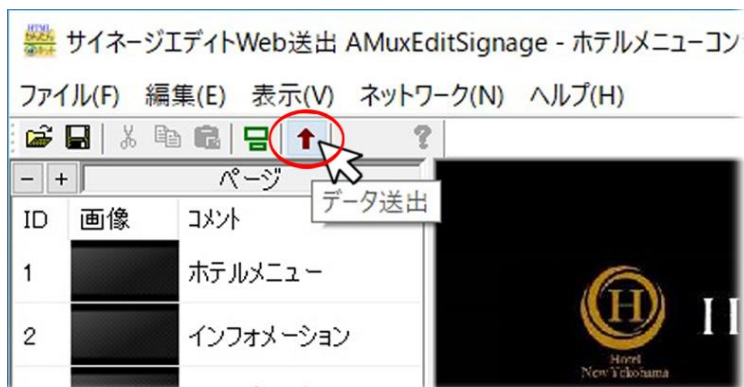 サイネージエディトWeb送出 AMuxEditSignage - ホテルメニューコン
ファイル(F) 編集(E) 表示(V) ネットワーク(N) ヘルプ(H)
- + ページ
データ送出
ID 画像 コメント
1 ホテルメニュー
2 インフォメーション
H
Hotel
New Yokohama